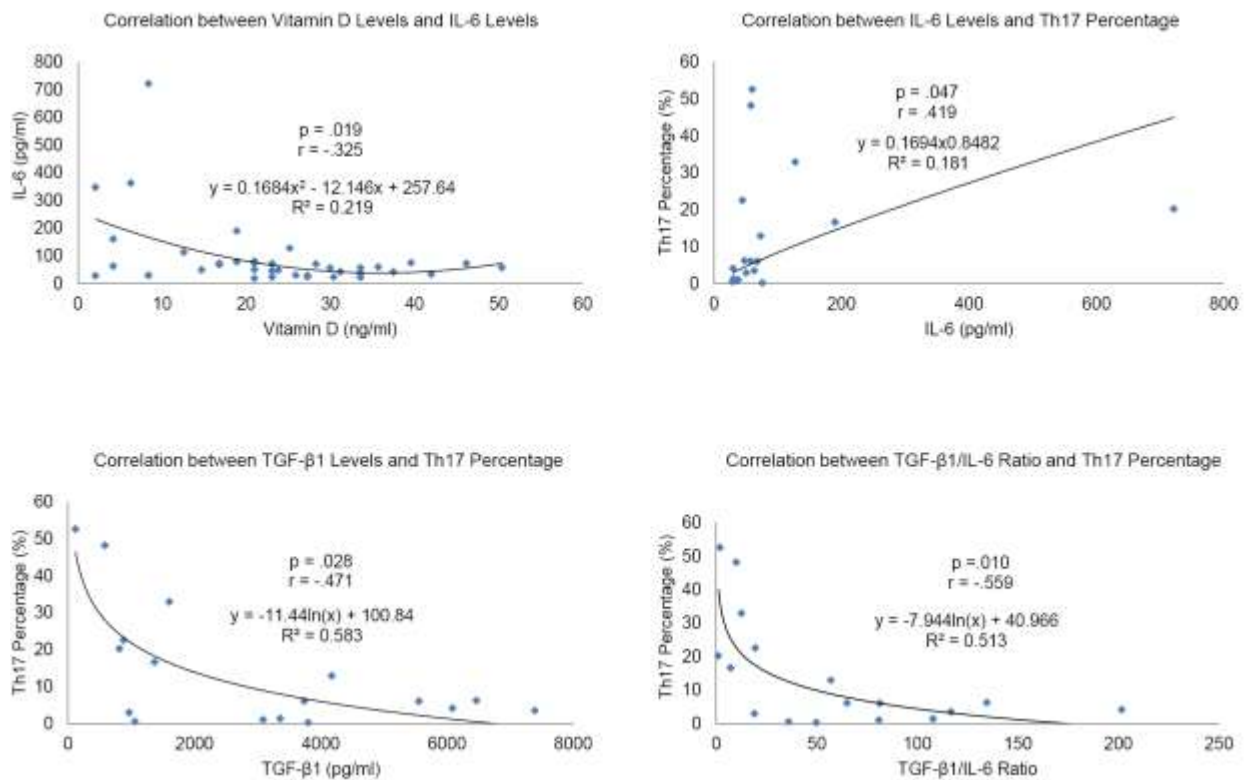 Correlation between Vitamin D Levels and IL-6 Levels
800
700
600
500
400
300
200
100
0
IL-6 (pg/ml)
p = .019
r = -.325
y = 0.1684x² - 12.146x + 257.64
R² = 0.219
0 10 20 30 40 50 60
Vitamin D (ng/ml)
Correlation between IL-6 Levels and Th17 Percentage
60
50
40
30
20
10
0
Th17 Percentage (%)
p = .047
r = .419
y = 0.1694x0.8482
R² = 0.181
0 200 400 600 800
IL-6 (pg/ml)
Correlation between TGF-β1 Levels and Th17 Percentage
60
50
40
30
20
10
0
Th17 Percentage (%)
p = .028
r = -.471
y = -11.44ln(x) + 100.84
R² = 0.583
0 2000 4000 6000 8000
TGF-β1 (pg/ml)
Correlation between TGF-β1/IL-6 Ratio and Th17 Percentage
60
50
40
30
20
10
0
Th17 Percentage (%)
p =.010
r = -.559
y = -7.944ln(x) + 40.966
R² = 0.513
0 50 100 150 200 250
TGF-β1/IL-6 Ratio